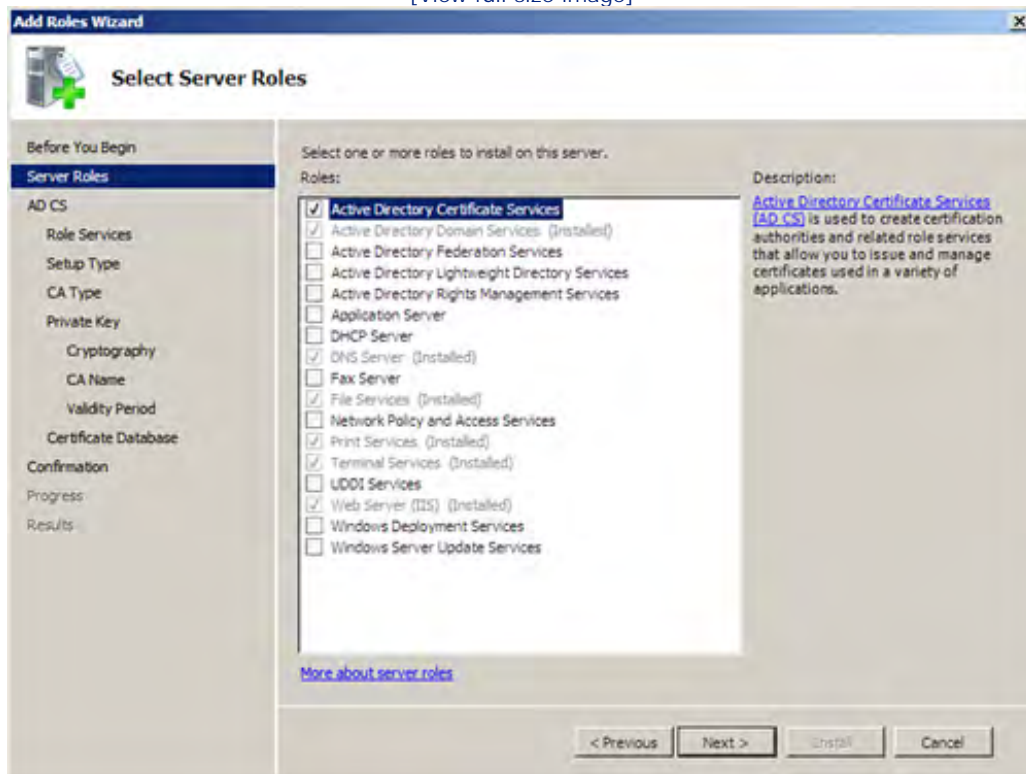 [View full size image]
Add Roles Wizard
Select Server Roles
Before You Begin
Server Roles
AD CS
Role Services
Setup Type
CA Type
Private Key
Cryptography
CA Name
Validity Period
Certificate Database
Confirmation
Progress
Results
Select one or more roles to install on this server.
Roles:
Active Directory Certificate Services
Active Directory Domain Services (Installed)
Active Directory Federation Services
Active Directory Lightweight Directory Services
Active Directory Rights Management Services
Application Server
DHCP Server
DNS Server (Installed)
Fax Server
File Services (Installed)
Network Policy and Access Services
Print Services (Installed)
Terminal Services (Installed)
UDDI Services
Web Server (IIS) (Installed)
Windows Deployment Services
Windows Server Update Services
More about server roles
Description:
Active Directory Certificate Services
(AD CS) is used to create certification
authorities and related role services
that allow you to issue and manage
certificates used in a variety of
applications.
< Previous
Next >
Install
Cancel